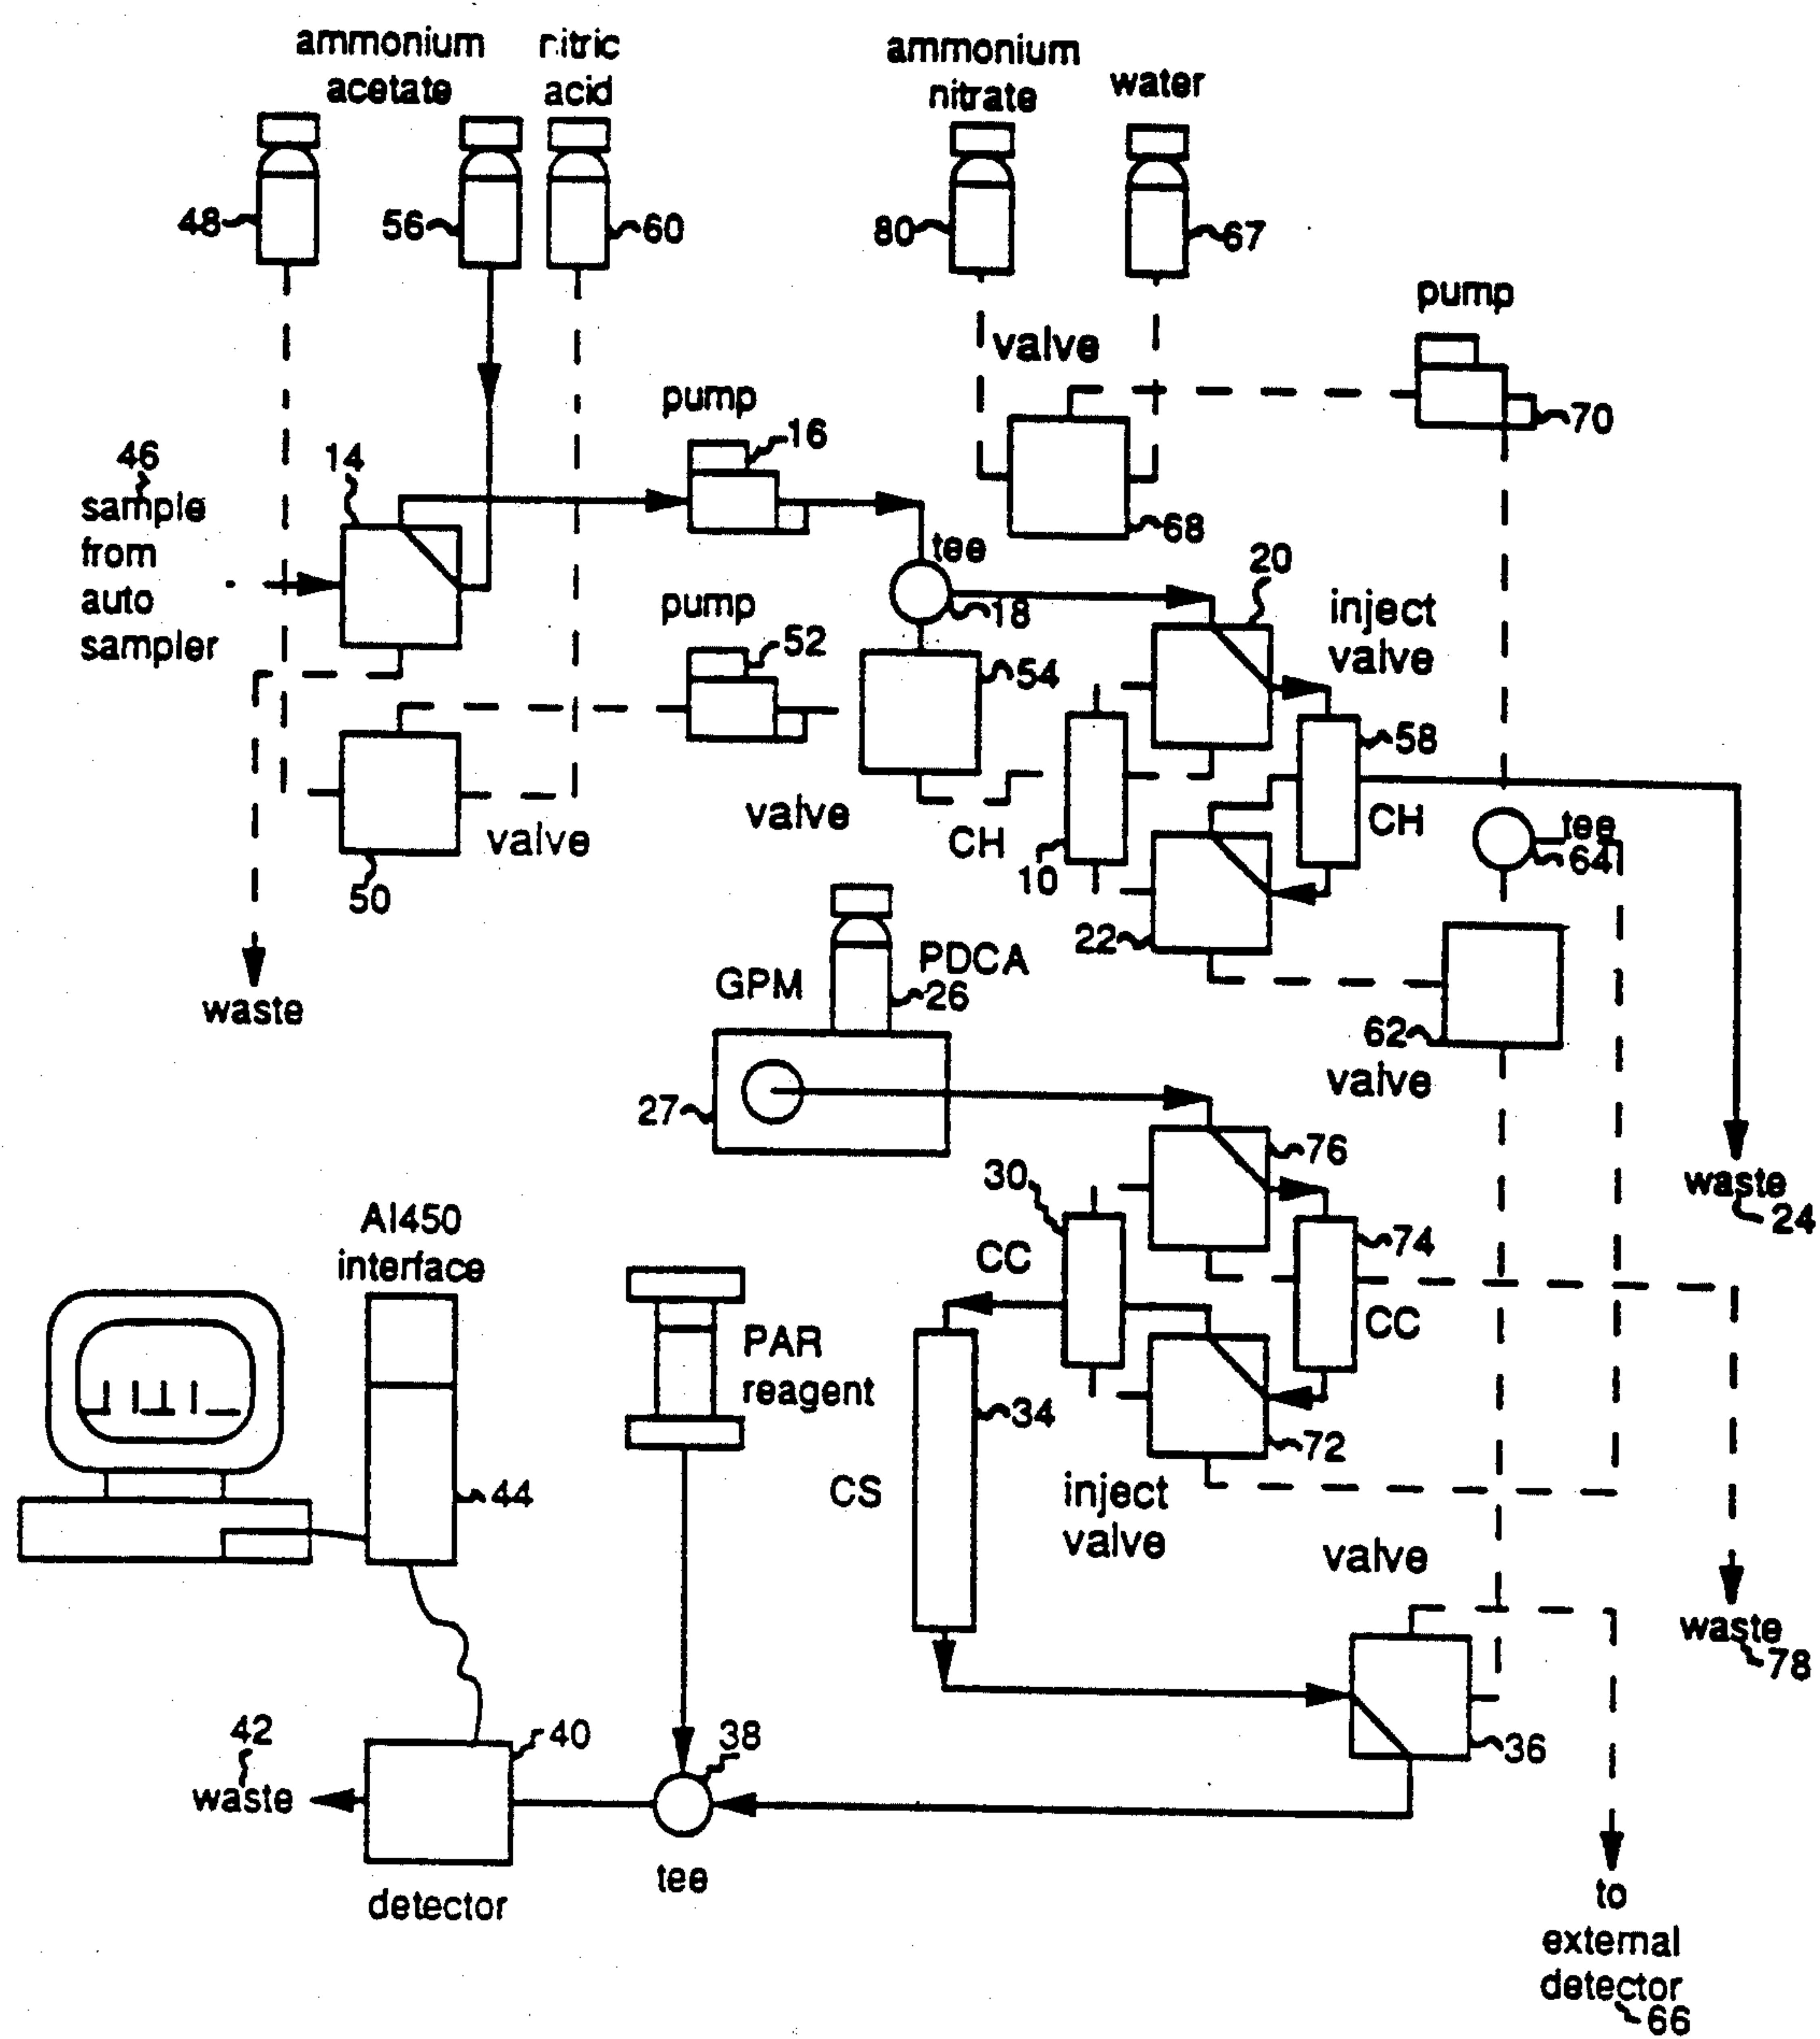 ammonium
acetate
nitric
acid
ammonium
nitrate
water
48
56
60
80
67
pump
70
valve
68
pump
16
46
sample
from
auto
sampler
14
tee
18
20
inject
valve
pump
52
54
58
CH
valve
CH
10
valve
50
tee
64
22
waste
GPM
PDCA
26
62
valve
27
76
waste
24
30
CC
74
CC
AI450
interface
PAR
reagent
34
72
44
CS
inject
valve
valve
waste
78
36
42
waste
40
38
detector
tee
to
external
detector
66